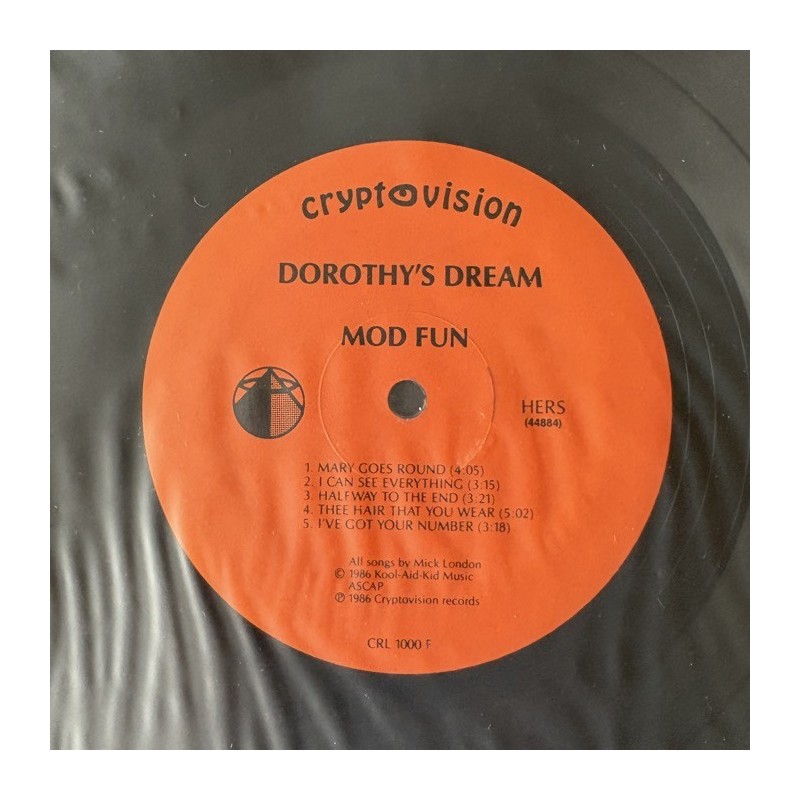 cryptovision
DOROTHY'S DREAM
MOD FUN
HERS
(44884)
1. MARY GOES ROUND (4:05)
2. I CAN SEE EVERYTHING (3:15)
3. HALFWAY TO THE END (3:21)
4. THEE HAIR THAT YOU WEAR (5:02)
5. I'VE GOT YOUR NUMBER (3:18)
All songs by Mick London
© 1986 Kool-Aid-Kid Music
ASCAP
℗ 1986 Cryptovision records
CRL 1000 F